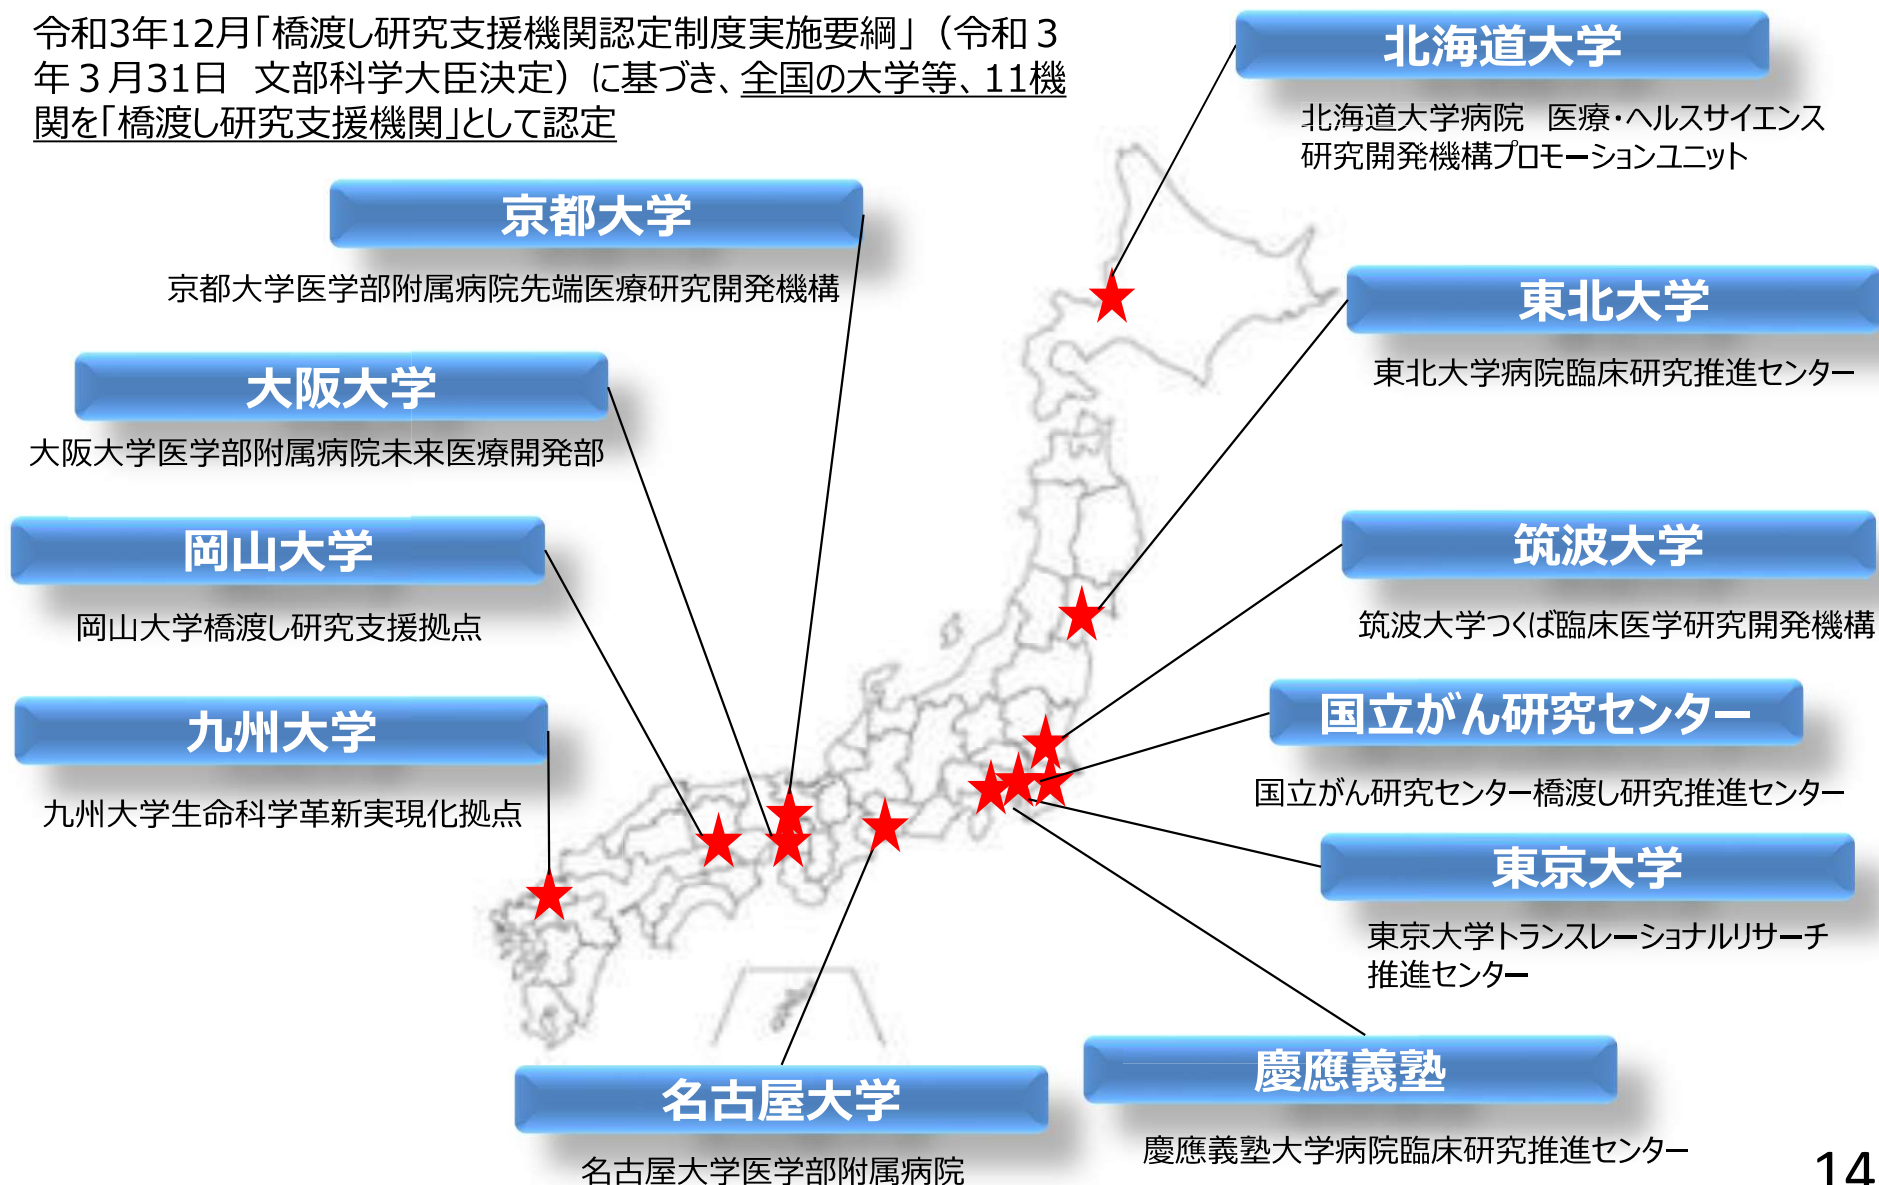 令和3年12月「橋渡し研究支援機関認定制度実施要綱」（令和３
年３月31日　文部科学大臣決定）に基づき、全国の大学等、11機
関を「橋渡し研究支援機関」として認定
北海道大学
北海道大学病院　医療・ヘルスサイエンス
研究開発機構プロモーションユニット
京都大学
京都大学医学部附属病院先端医療研究開発機構
東北大学
東北大学病院臨床研究推進センター
大阪大学
大阪大学医学部附属病院未来医療開発部
岡山大学
岡山大学橋渡し研究支援拠点
筑波大学
筑波大学つくば臨床医学研究開発機構
九州大学
九州大学生命科学革新実現化拠点
国立がん研究センター
国立がん研究センター橋渡し研究推進センター
東京大学
東京大学トランスレーショナルリサーチ
推進センター
慶應義塾
慶應義塾大学病院臨床研究推進センター
名古屋大学
名古屋大学医学部附属病院
14